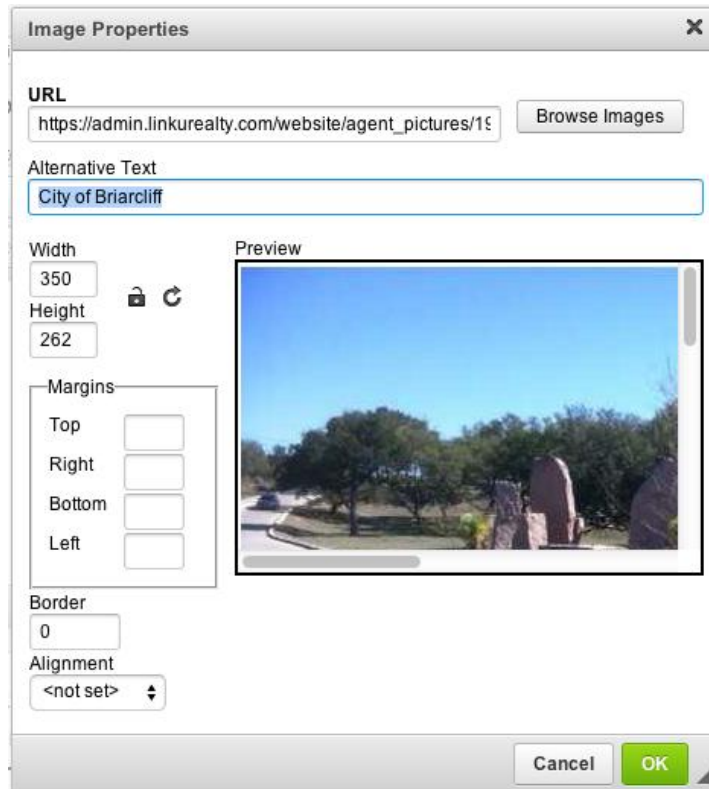 Image Properties
URL
https://admin.linkurealty.com/website/agent_pictures/19
Browse Images
Alternative Text
City of Briarcliff
Width
350
Height
262
Preview
Margins
Top
Right
Bottom
Left
Border
0
Alignment
<not set>
Cancel
OK